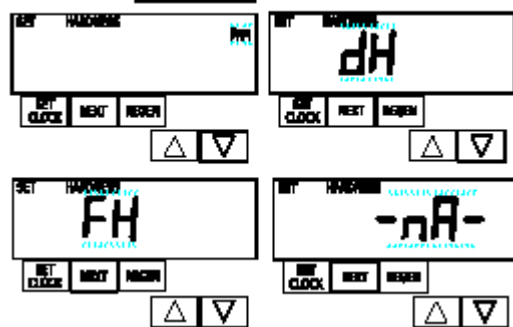 SET HARDNESS
PPM
SET CLOCK NEXT REGEN
SET HARDNESS
dH
SET CLOCK NEXT REGEN
SET HARDNESS
FH
SET CLOCK NEXT REGEN
SET HARDNESS
-nA-
SET CLOCK NEXT REGEN